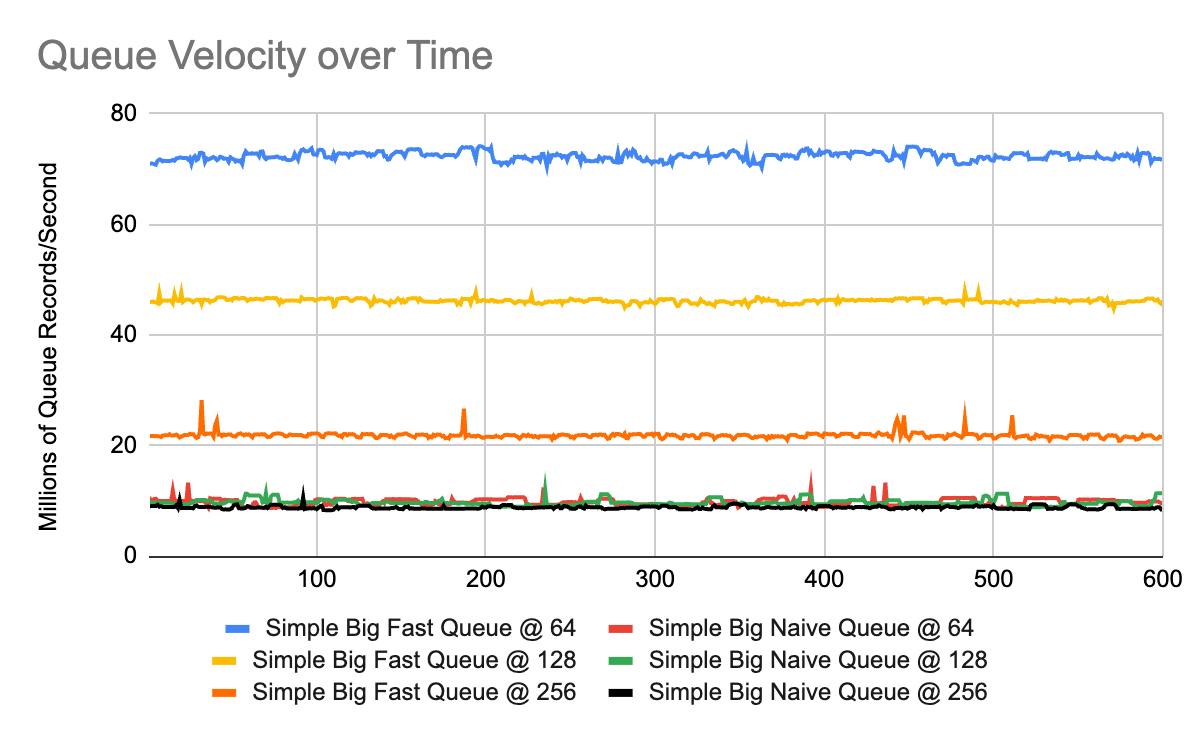 Queue Velocity over Time
Millions of Queue Records/Second
80
60
40
20
0
100 200 300 400 500 600
Simple Big Fast Queue @ 64 Simple Big Naive Queue @ 64
Simple Big Fast Queue @ 128 Simple Big Naive Queue @ 128
Simple Big Fast Queue @ 256 Simple Big Naive Queue @ 256